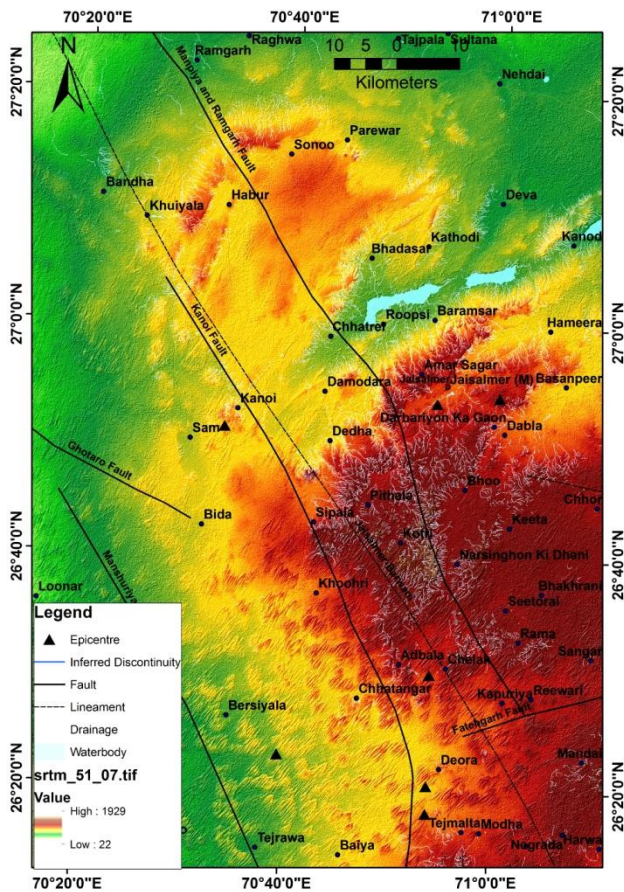 70°20'0"E
70°40'0"E
71°0'0"E
N
Raghwa
Ramgarh
10 5 0 10
Kilometers
Tajpala Sultana
Nehdai
27°20'0"N
27°20'0"N
Manpiya and Ramgarh Fault
Parewar
Sonoo
Bandha
Khuiyala
Habur
Deva
Kathodi
Bhadasar
Kanod
27°0'0"N
27°0'0"N
Kanoi Fault
Chhatrel
Roopsi
Baramsar
Hameera
Amar Sagar
Jaisalmer
Jaisalmer (M)
Basanpeer
Damodara
Kanoi
Darbariyon Ka Gaon
Sam
Dedha
Dabla
Ghotaro Fault
Bhoo
Pithala
Chhor
Bida
Sipala
Keeta
Kotri
26°40'0"N
26°40'0"N
Manshuriya
Narsinghon Ki Dhani
Loonar
Khoohri
Bhakhrani
Seetorai
Rama
Adbala
Chelak
Sangar
Chhatangar
Kapuriya
Reewari
Bersiyala
Fatehgarh Fault
Mandai
Deora
26°20'0"N
26°20'0"N
Tejmalta
Modha
Tejrawa
Baiya
Nagrada
Harwa
Legend
Epicentre
Inferred Discontinuity
Fault
Lineament
Drainage
Waterbody
srtm_51_07.tif
Value
High : 1929
Low : 22
70°20'0"E
70°40'0"E
71°0'0"E